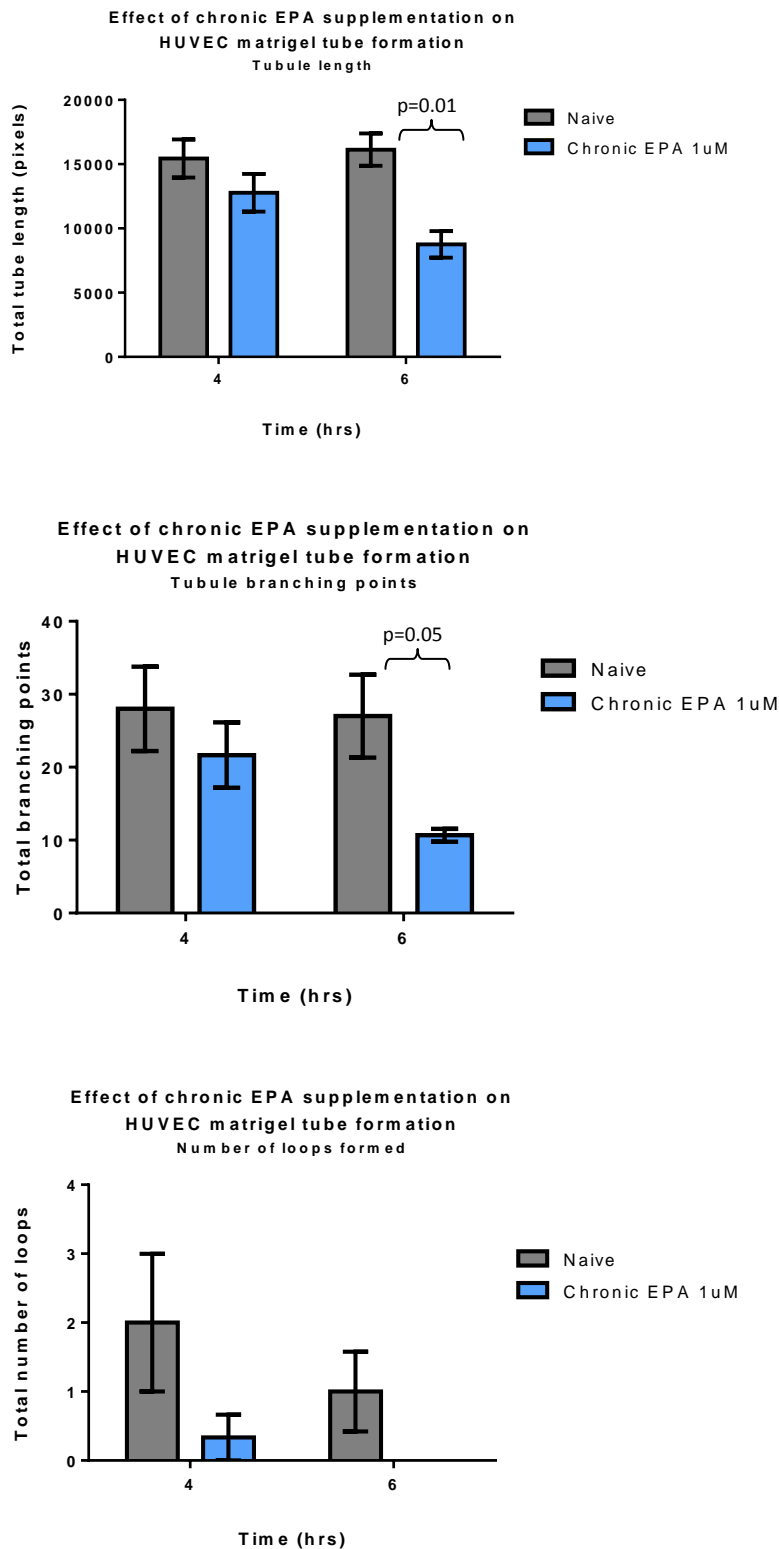 Effect of chronic EPA supplementation on
HUVEC matrigel tube formation
Tubule length
Total tube length (pixels)
20000
15000
10000
5000
0
p=0.01
Naive
Chronic EPA 1uM
4
6
Time (hrs)
Effect of chronic EPA supplementation on
HUVEC matrigel tube formation
Tubule branching points
Total branching points
40
30
20
10
0
p=0.05
Naive
Chronic EPA 1uM
4
6
Time (hrs)
Effect of chronic EPA supplementation on
HUVEC matrigel tube formation
Number of loops formed
Total number of loops
4
3
2
1
0
Naive
Chronic EPA 1uM
4
6
Time (hrs)